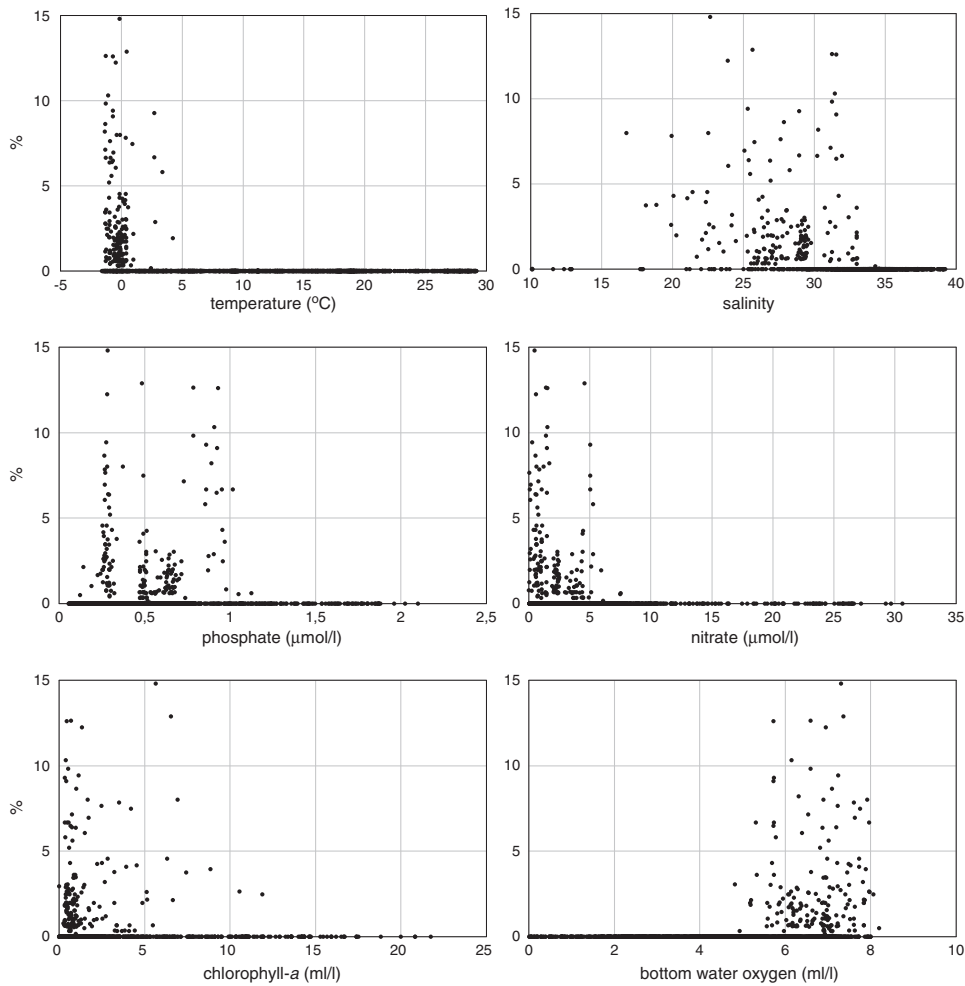 15
10
5
0
%
-5 0 5 10 15 20 25 30
temperature (°C)
15
10
5
0
10 15 20 25 30 35 40
salinity
15
10
5
0
%
0 0,5 1 1,5 2 2,5
phosphate (μmol/l)
15
10
5
0
0 5 10 15 20 25 30 35
nitrate (μmol/l)
15
10
5
0
%
0 5 10 15 20 25
chlorophyll-a (ml/l)
15
10
5
0
0 2 4 6 8 10
bottom water oxygen (ml/l)